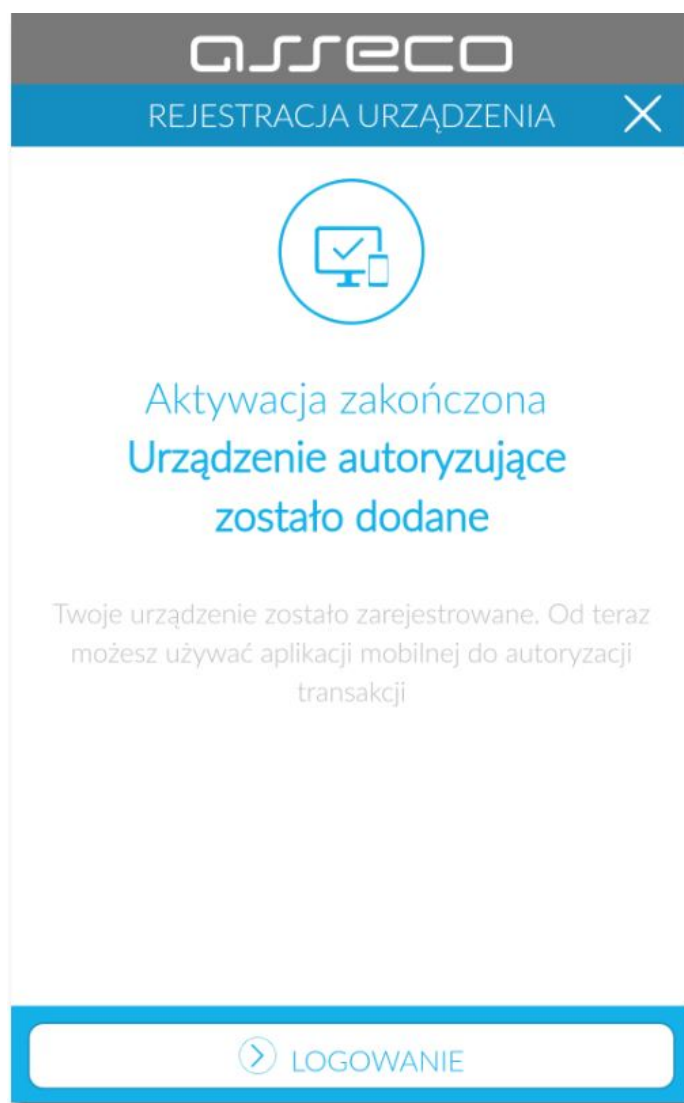 asseco
REJESTRACJA URZĄDZENIA
Aktywacja zakończona
Urządzenie autoryzujące
zostało dodane
Twoje urządzenie zostało zarejestrowane. Od teraz
możesz używać aplikacji mobilnej do autoryzacji
transakcji
LOGOWANIE